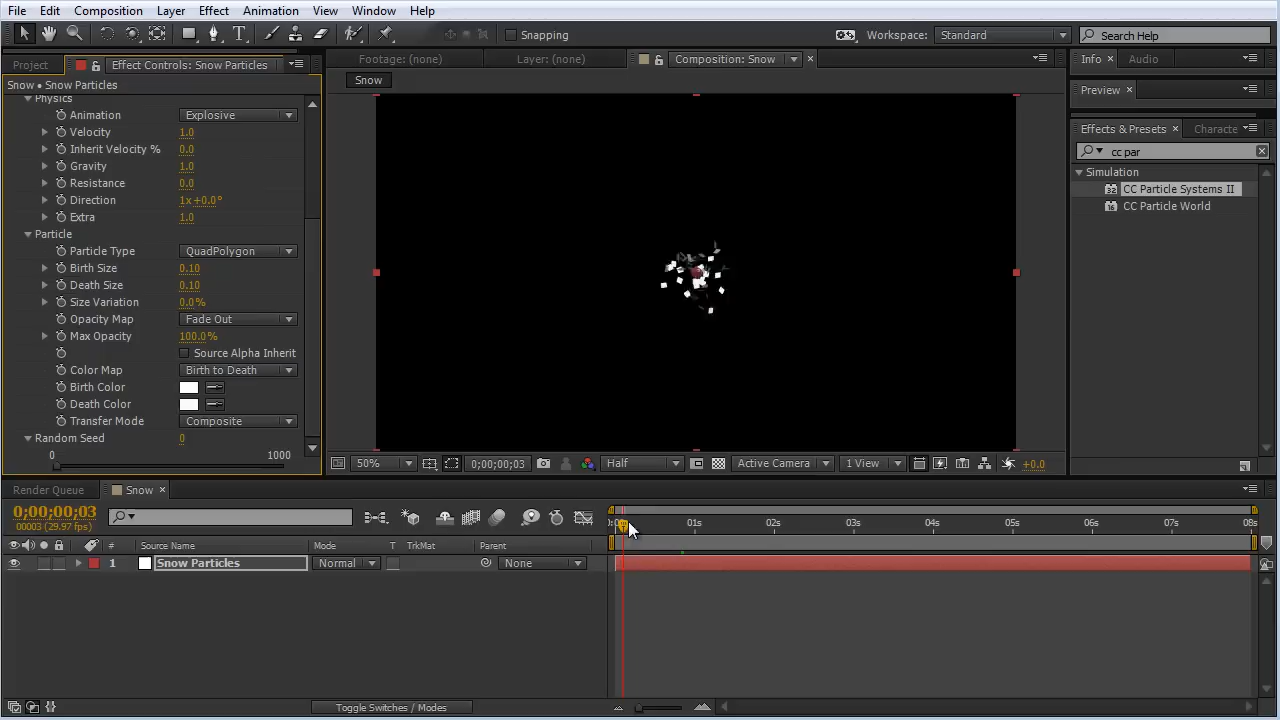 File Edit Composition Layer Effect Animation View Window Help
Snapping Workspace: Standard Search Help
Project Effect Controls: Snow Particles Footage: (none) Layer: (none) Composition: Snow Info Audio
Snow • Snow Particles Snow Preview
Physics
Animation Explosive
Velocity 1.0
Inherit Velocity % 0.0
Gravity 1.0
Resistance 0.0
Direction 1x+0.0°
Extra 1.0
Particle
Particle Type QuadPolygon
Birth Size 0.10
Death Size 0.10
Size Variation 0.0%
Opacity Map Fade Out
Max Opacity 100.0%
Source Alpha Inherit
Color Map Birth to Death
Birth Color
Death Color
Transfer Mode Composite
Random Seed 0
0 1000
Effects & Presets Characte
cc par
Simulation
32 CC Particle Systems II
16 CC Particle World
50% 0;00;00;03 Half Active Camera 1 View +0.0
Render Queue Snow
0;00;00;03
00003 (29.97 fps)
01s 02s 03s 04s 05s 06s 07s 08s
# Source Name Mode T TrkMat Parent
1 Snow Particles Normal None
Toggle Switches / Modes